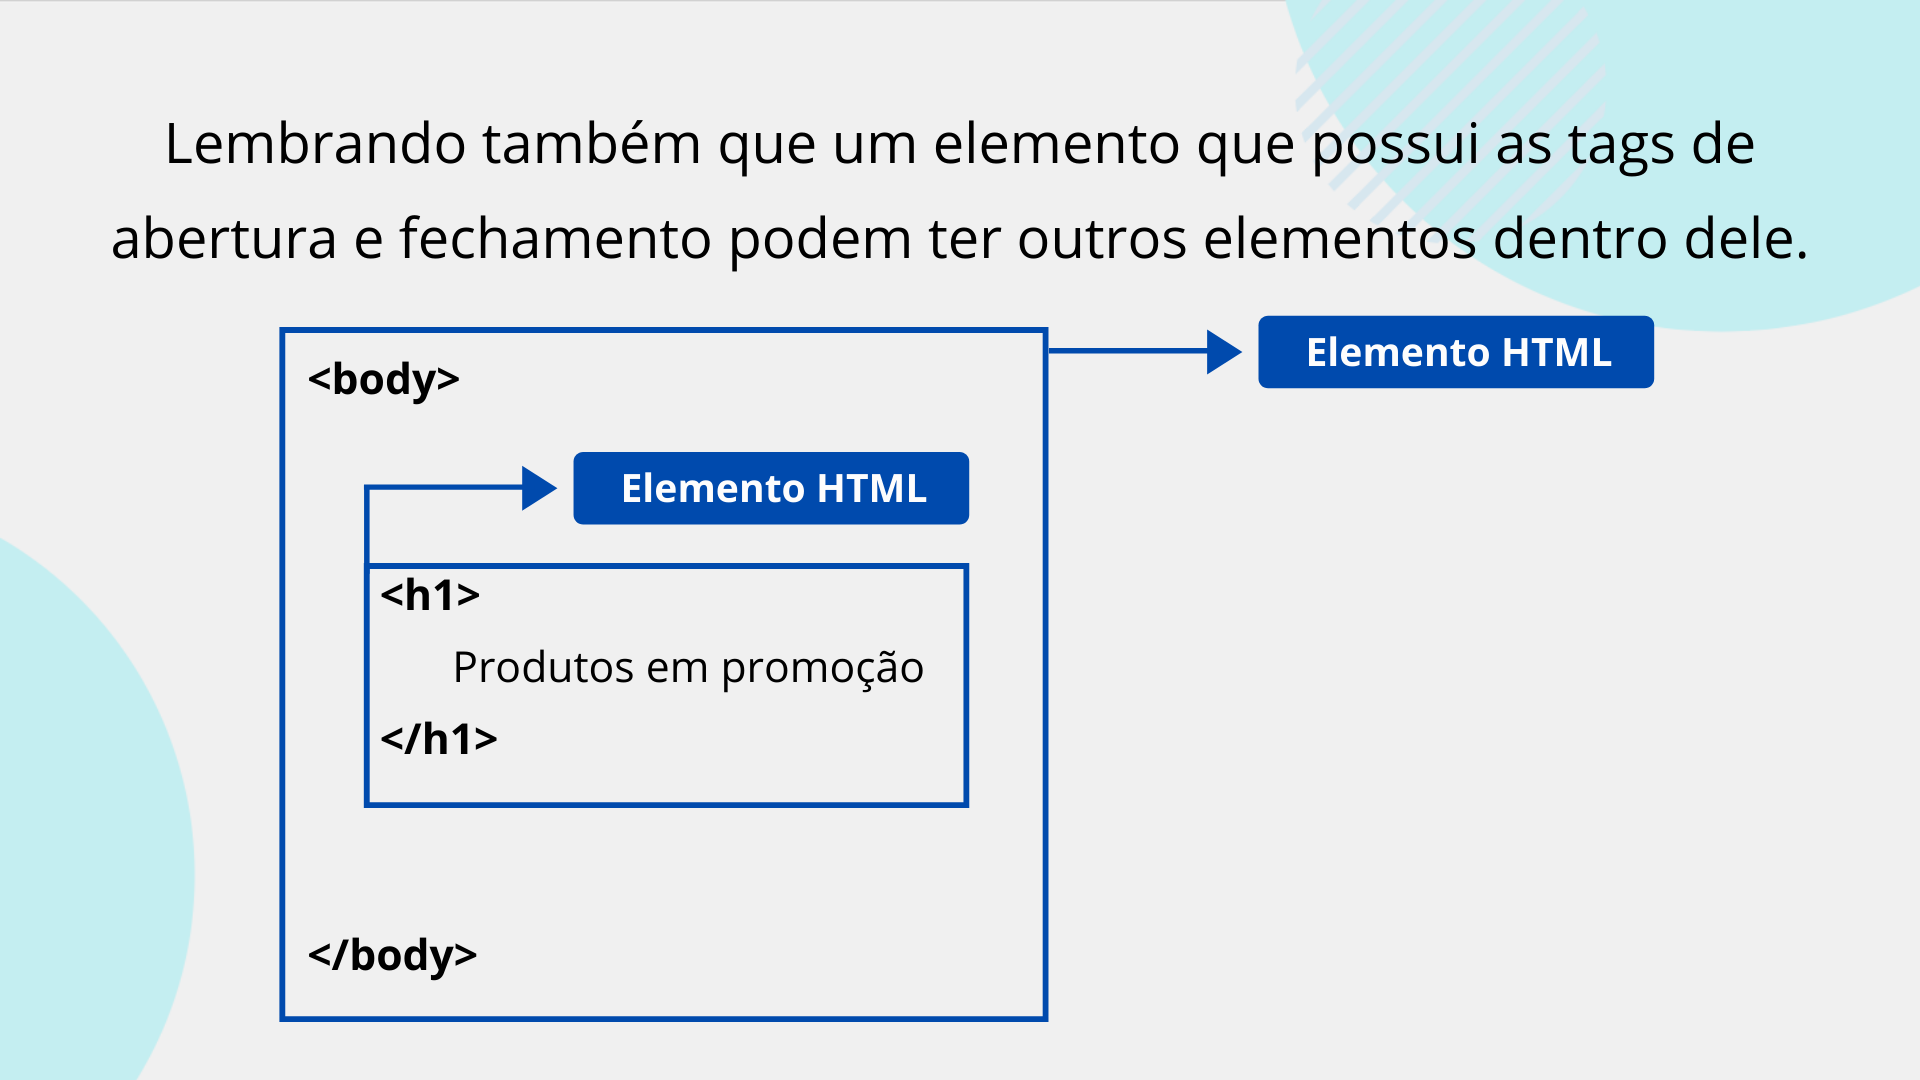 Lembrando também que um elemento que possui as tags de
abertura e fechamento podem ter outros elementos dentro dele.
Elemento HTML
<body>
Elemento HTML
<h1>
Produtos em promoção
</h1>
</body>